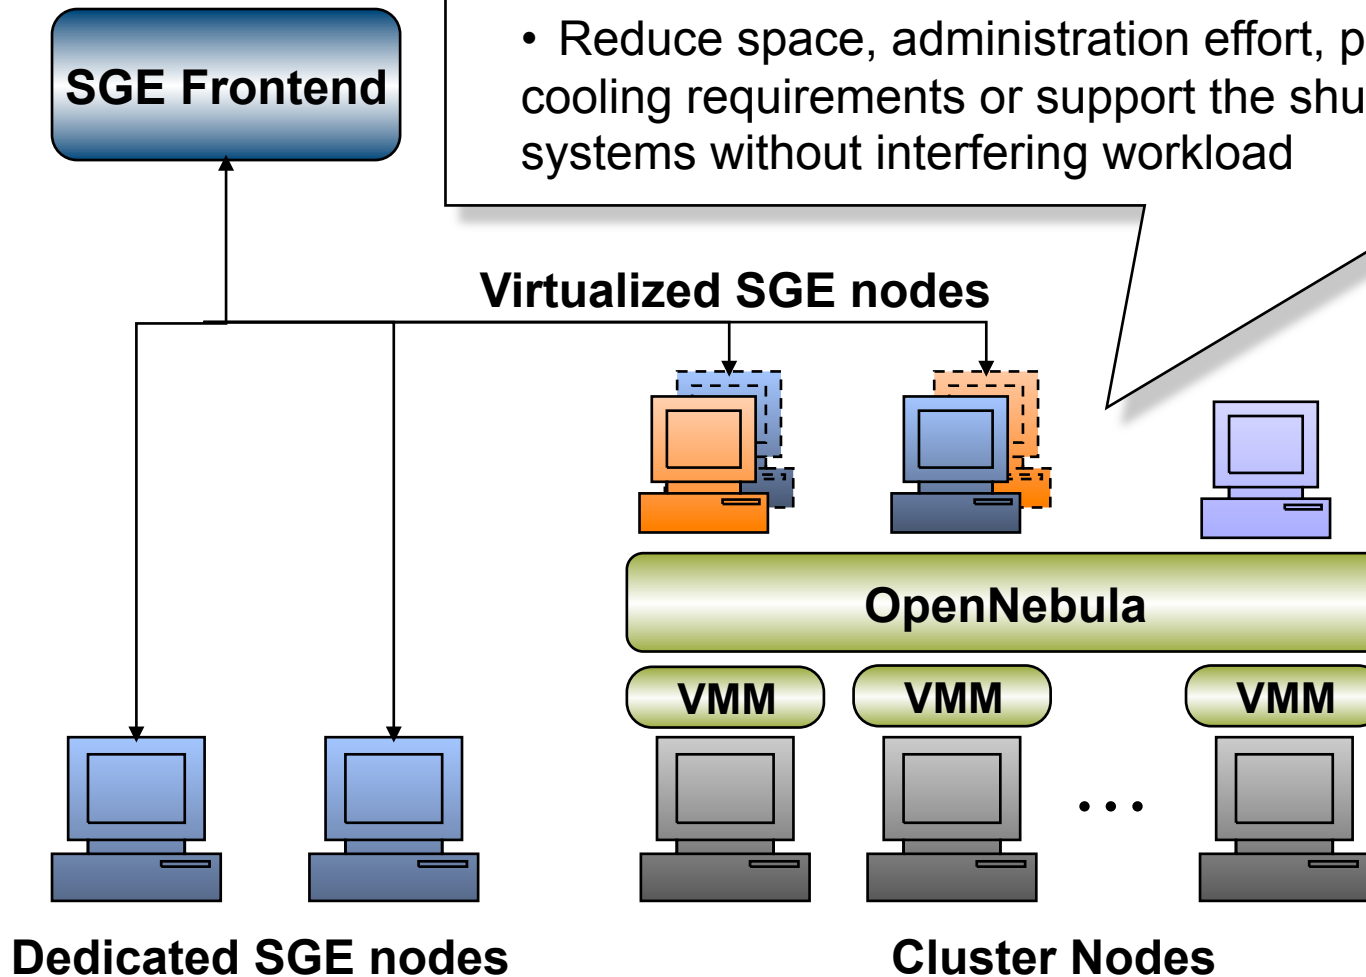 • Reduce space, administration effort, p
cooling requirements or support the shu
systems without interfering workload
SGE Frontend
Virtualized SGE nodes
OpenNebula
VMM VMM VMM
...
Dedicated SGE nodes
Cluster Nodes